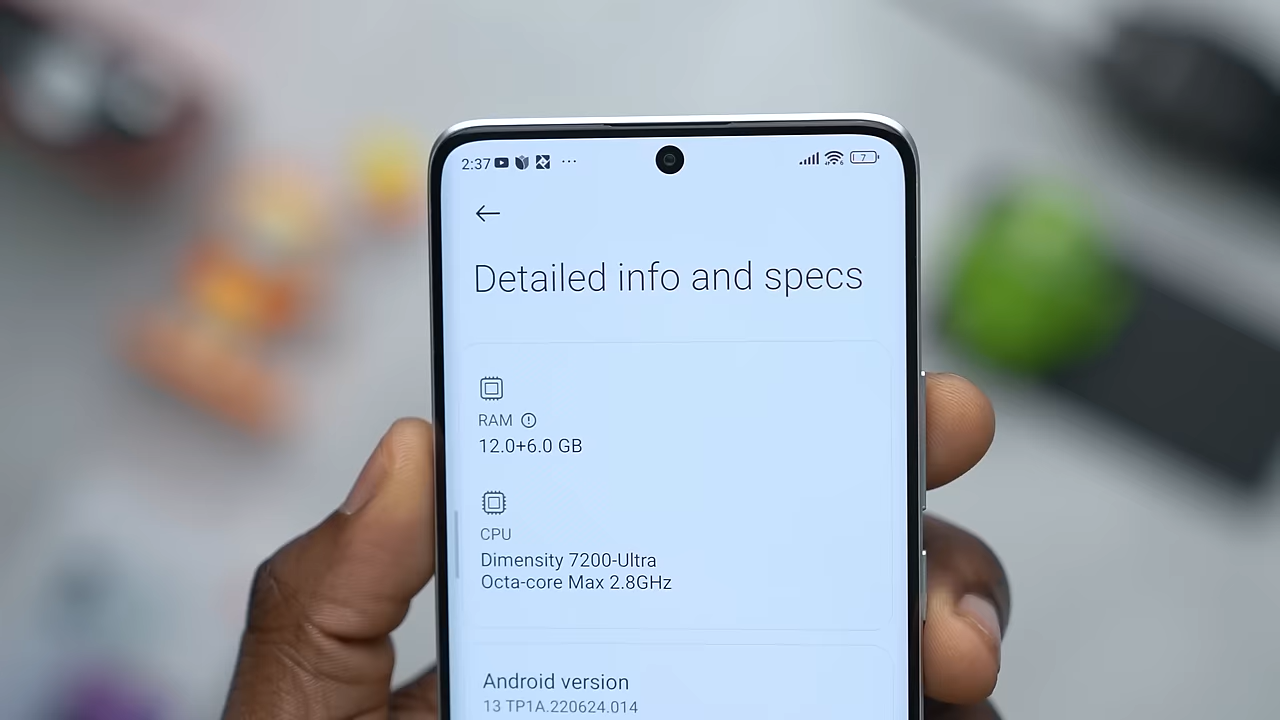 2:37 ... 7
Detailed info and specs
RAM
12.0+6.0 GB
CPU
Dimensity 7200-Ultra
Octa-core Max 2.8GHz
Android version
13 TP1A.220624.014